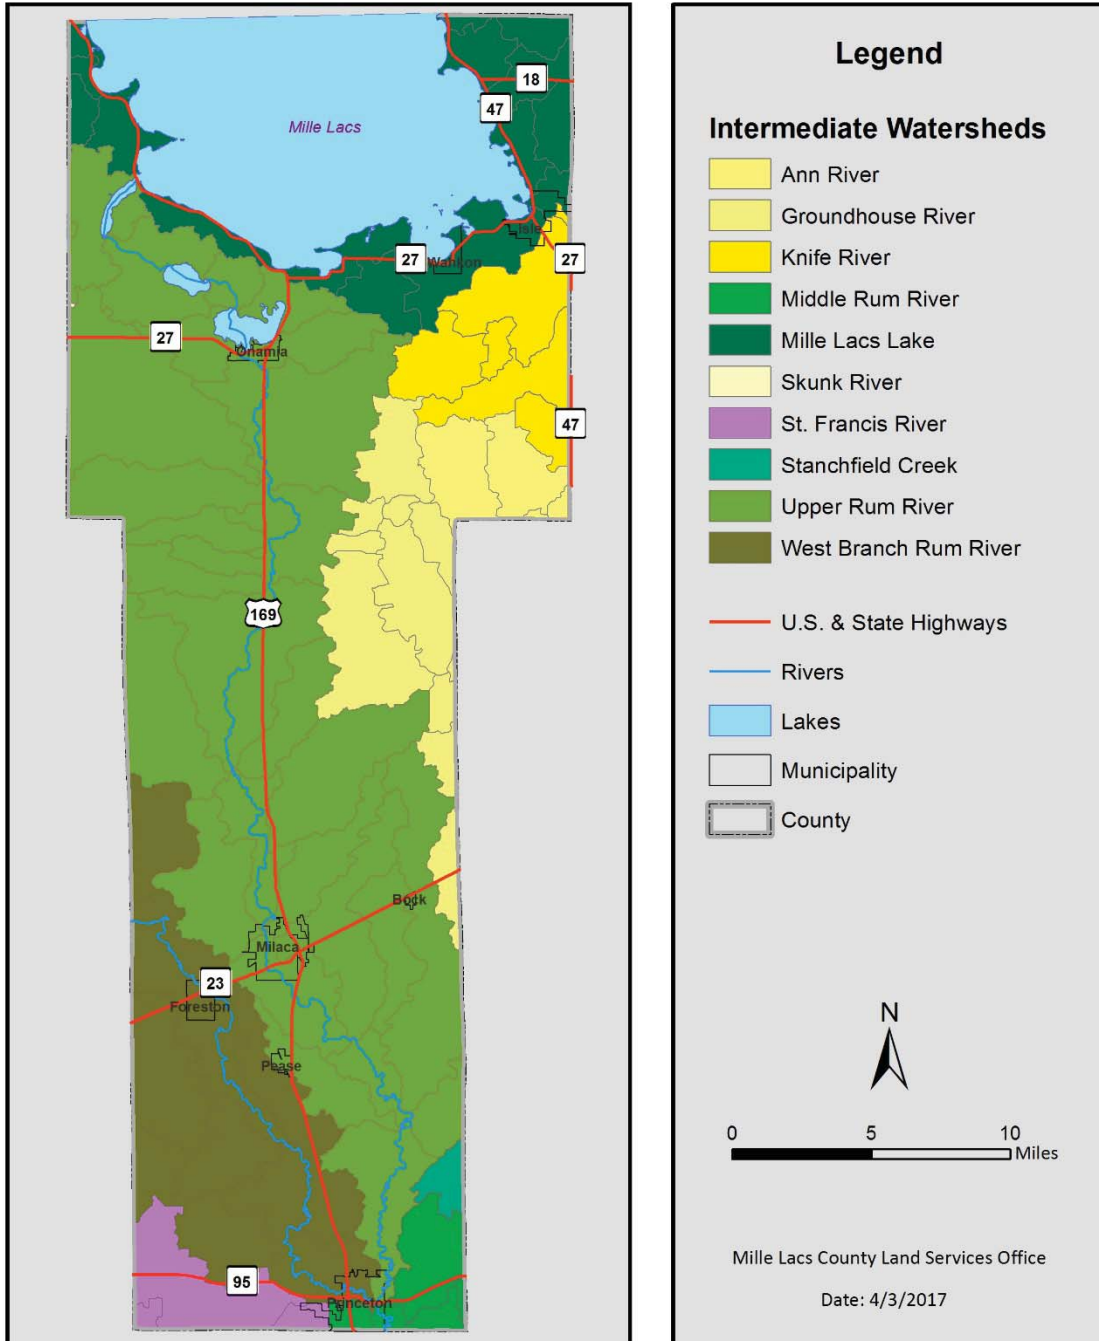 Mille Lacs
18
47
Isle
27
Wahkon
27
27
Onamia
47
169
Bock
Milaca
23
Foreston
Pease
95
Princeton
Legend
Intermediate Watersheds
Ann River
Groundhouse River
Knife River
Middle Rum River
Mille Lacs Lake
Skunk River
St. Francis River
Stanchfield Creek
Upper Rum River
West Branch Rum River
U.S. & State Highways
Rivers
Lakes
Municipality
County
N
0 5 10
Miles
Mille Lacs County Land Services Office
Date: 4/3/2017